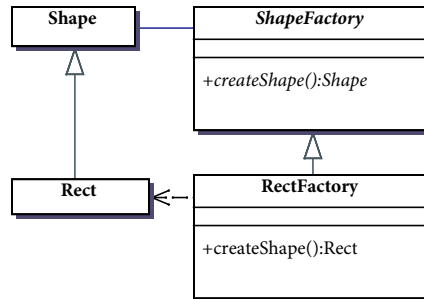 Shape
ShapeFactory
+createShape():Shape
Rect
RectFactory
+createShape():Rect